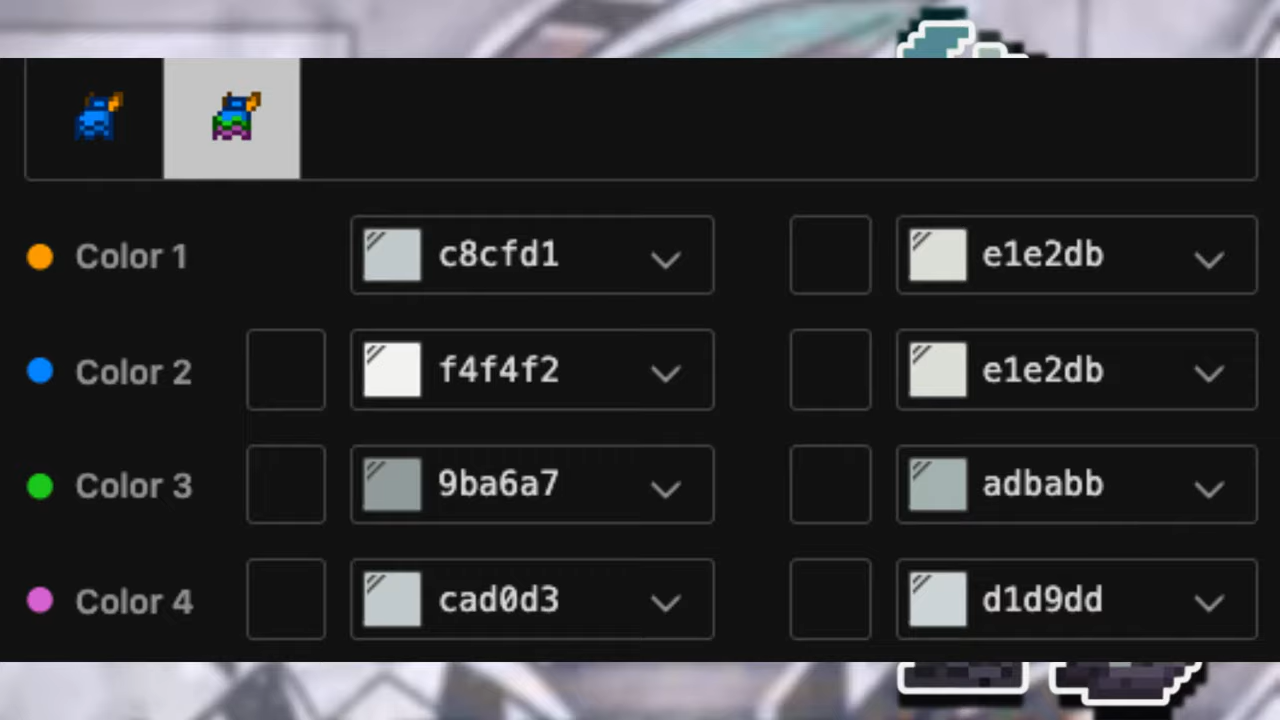 Color 1 c8cfd1 e1e2db
Color 2 f4f4f2 e1e2db
Color 3 9ba6a7 adbabb
Color 4 cad0d3 d1d9dd